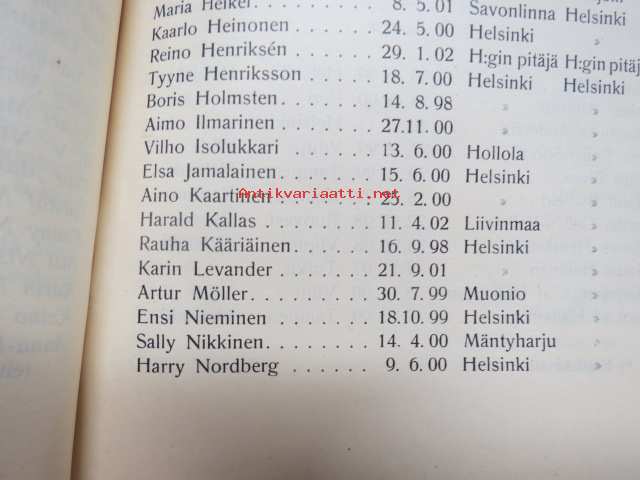 Maria Heikel . . . . . . . 8. 5. 01 Savonlinna Helsinki
Kaarlo Heinonen . . . . . 24. 5. 00 Helsinki »
Reino Henriksén . . . . . 29. 1. 02 H:gin pitäjä H:gin pitäjä
Tyyne Henriksson . . . . . 18. 7. 00 Helsinki Helsinki
Boris Holmsten . . . . . . 14. 8. 98 » »
Aimo Ilmarinen . . . . . . 27. 11. 00 » »
Vilho Isolukkari . . . . . 13. 6. 00 Hollola »
Elsa Jamalainen . . . . . . 15. 6. 00 Helsinki »
Antikvariaatti.net
Aino Kaartinen . . . . . . 25. 2. 00 » »
Harald Kallas . . . . . . . 11. 4. 02 Liivinmaa »
Rauha Kääriäinen . . . . . 16. 9. 98 Helsinki »
Karin Levander . . . . . . 21. 9. 01 » »
Artur Möller . . . . . . . . 30. 7. 99 Muonio »
Ensi Nieminen . . . . . . 18. 10. 99 Helsinki »
Sally Nikkinen . . . . . . 14. 4. 00 Mäntyharju »
Harry Nordberg . . . . . . 9. 6. 00 Helsinki »